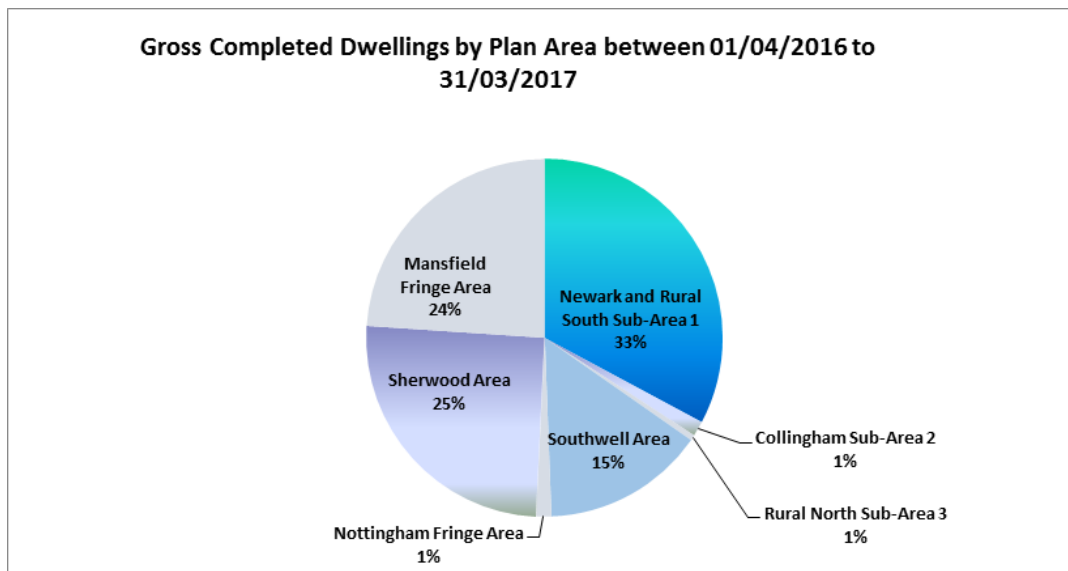 Gross Completed Dwellings by Plan Area between 01/04/2016 to
31/03/2017
Mansfield
Fringe Area
24%
Newark and Rural
South Sub-Area 1
33%
Sherwood Area
25%
Southwell Area
15%
Collingham Sub-Area 2
1%
Rural North Sub-Area 3
1%
Nottingham Fringe Area
1%